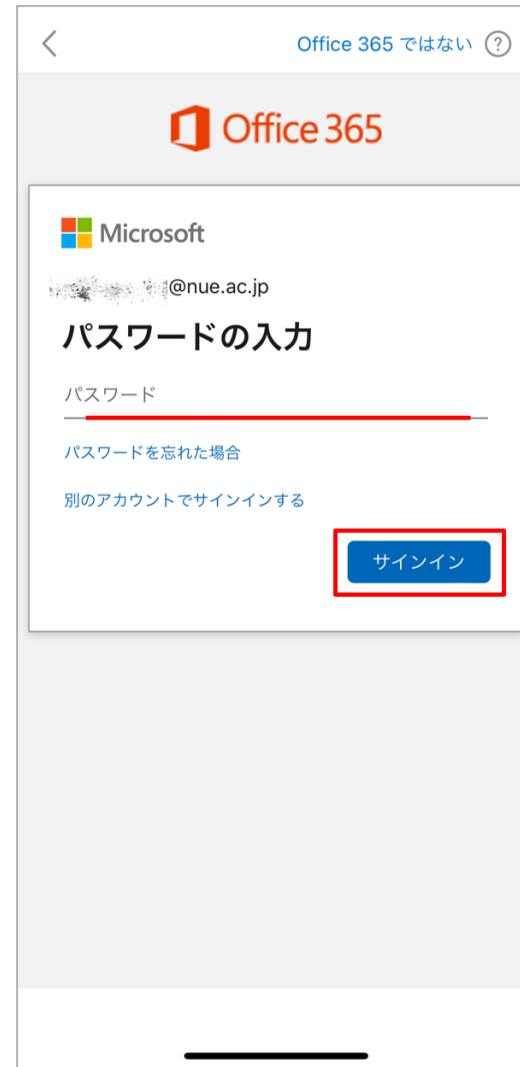 Office 365 ではない ?
Office 365
Microsoft
@nue.ac.jp
パスワードの入力
パスワード
パスワードを忘れた場合
別のアカウントでサインインする
サインイン